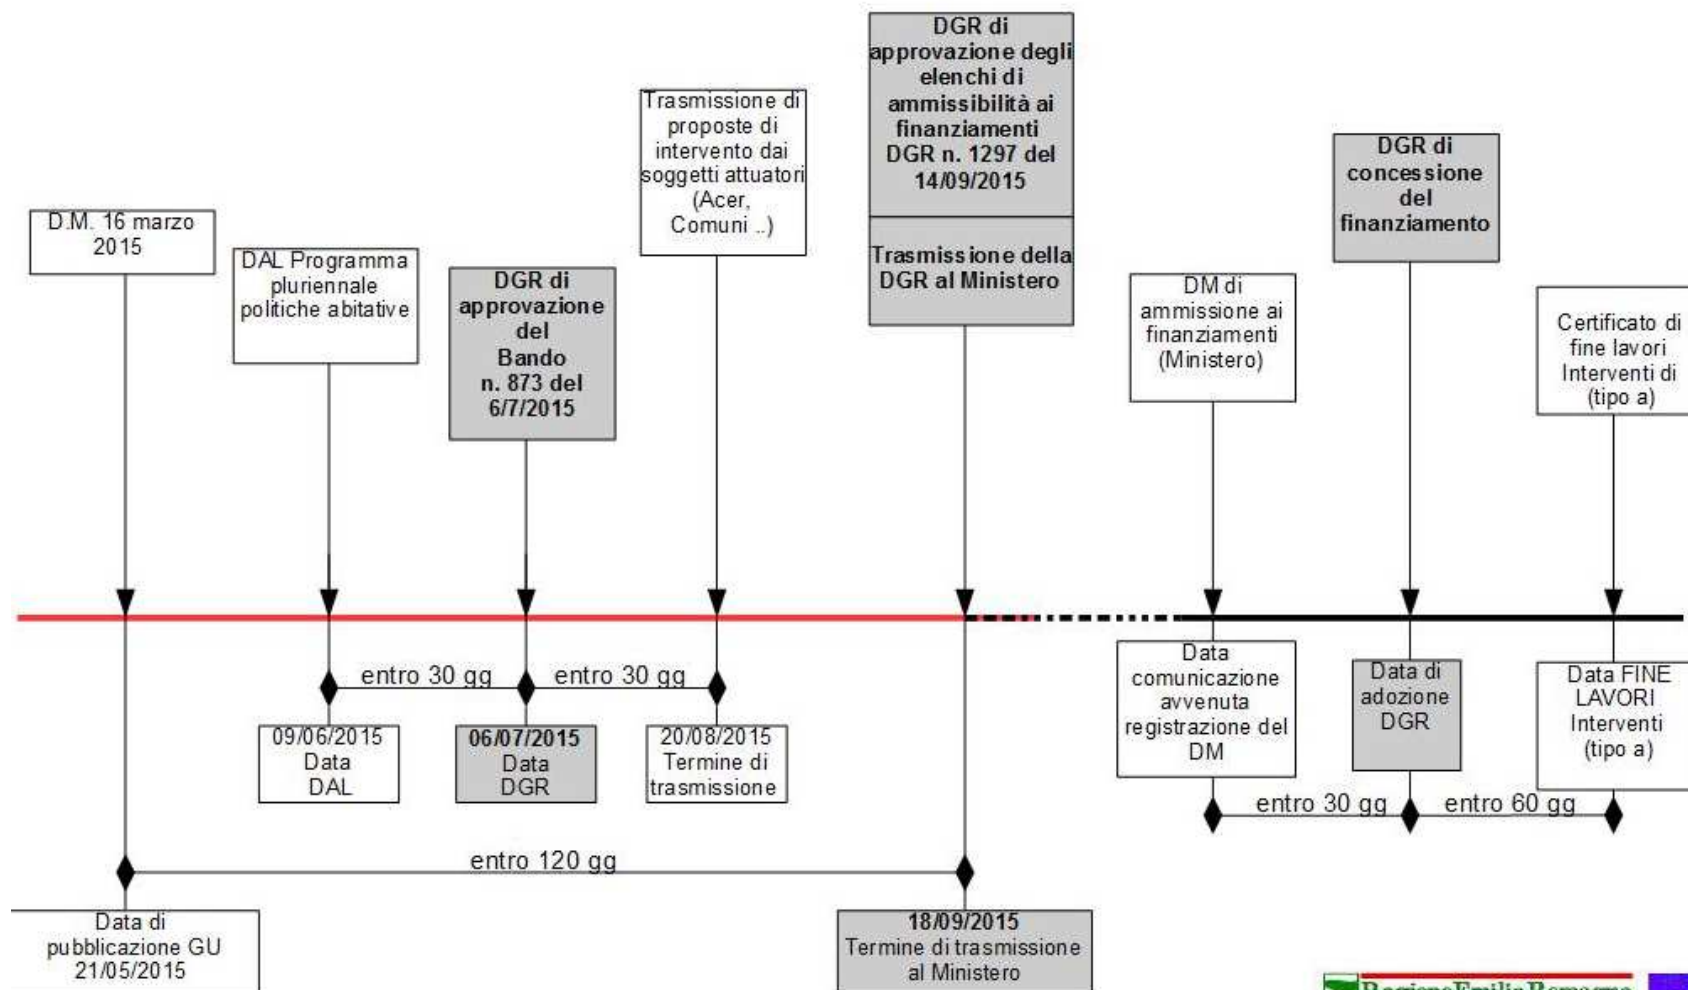 D.M. 16 marzo
2015
DAL Programma
pluriennale
politiche abitative
DGR di
approvazione
del
Bando
n. 873 del
6/7/2015
Trasmissione di
proposte di
intervento dai
soggetti attuatori
(Acer,
Comuni ..)
DGR di
approvazione degli
elenchi di
ammissibilità ai
finanziamenti
DGR n. 1297 del
14/09/2015
Trasmissione della
DGR al Ministero
DM di
ammissione ai
finanziamenti
(Ministero)
DGR di
concessione
del
finanziamento
Certificato di
fine lavori
Interventi di
(tipo a)
entro 30 gg
entro 30 gg
09/06/2015
Data
DAL
06/07/2015
Data
DGR
20/08/2015
Termine di
trasmissione
Data
comunicazione
avvenuta
registrazione del
DM
Data di
adozione
DGR
Data FINE
LAVORI
Interventi
(tipo a)
entro 30 gg
entro 60 gg
entro 120 gg
Data di
pubblicazione GU
21/05/2015
18/09/2015
Termine di trasmissione
al Ministero
RegioneEmiliaRomagna